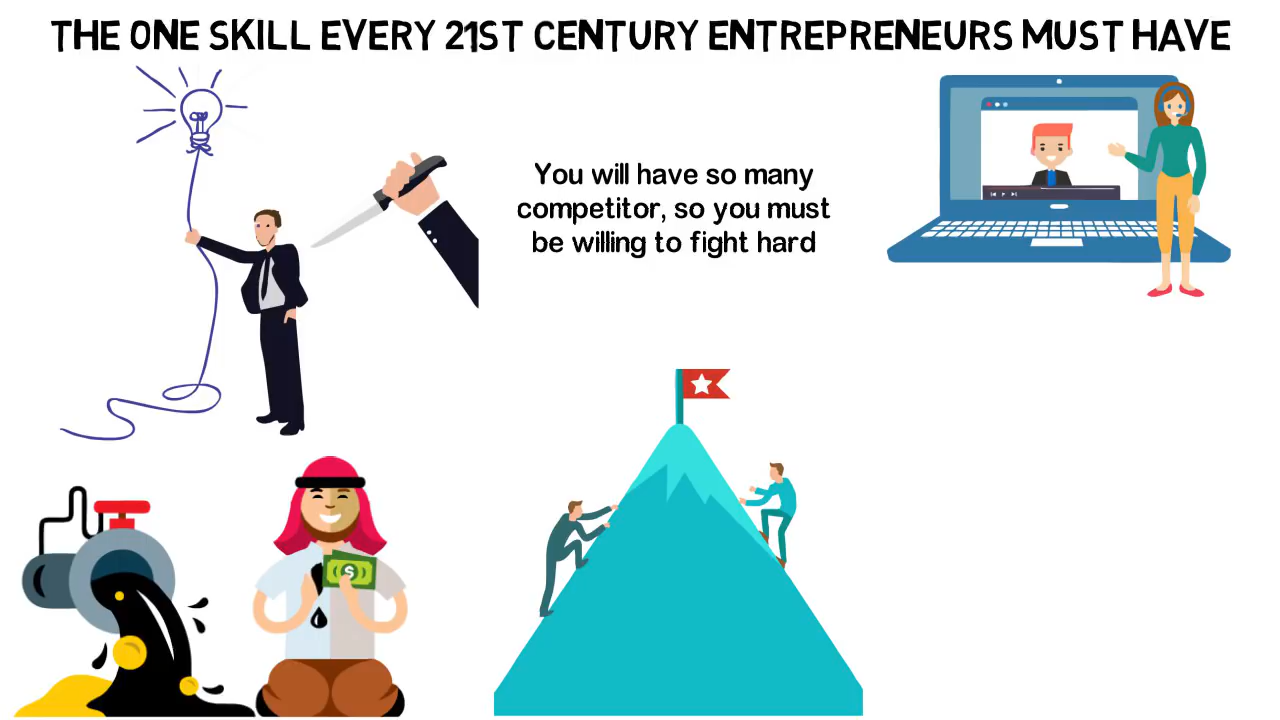 THE ONE SKILL EVERY 21ST CENTURY ENTREPRENEURS MUST HAVE
You will have so many
competitor, so you must
be willing to fight hard
$